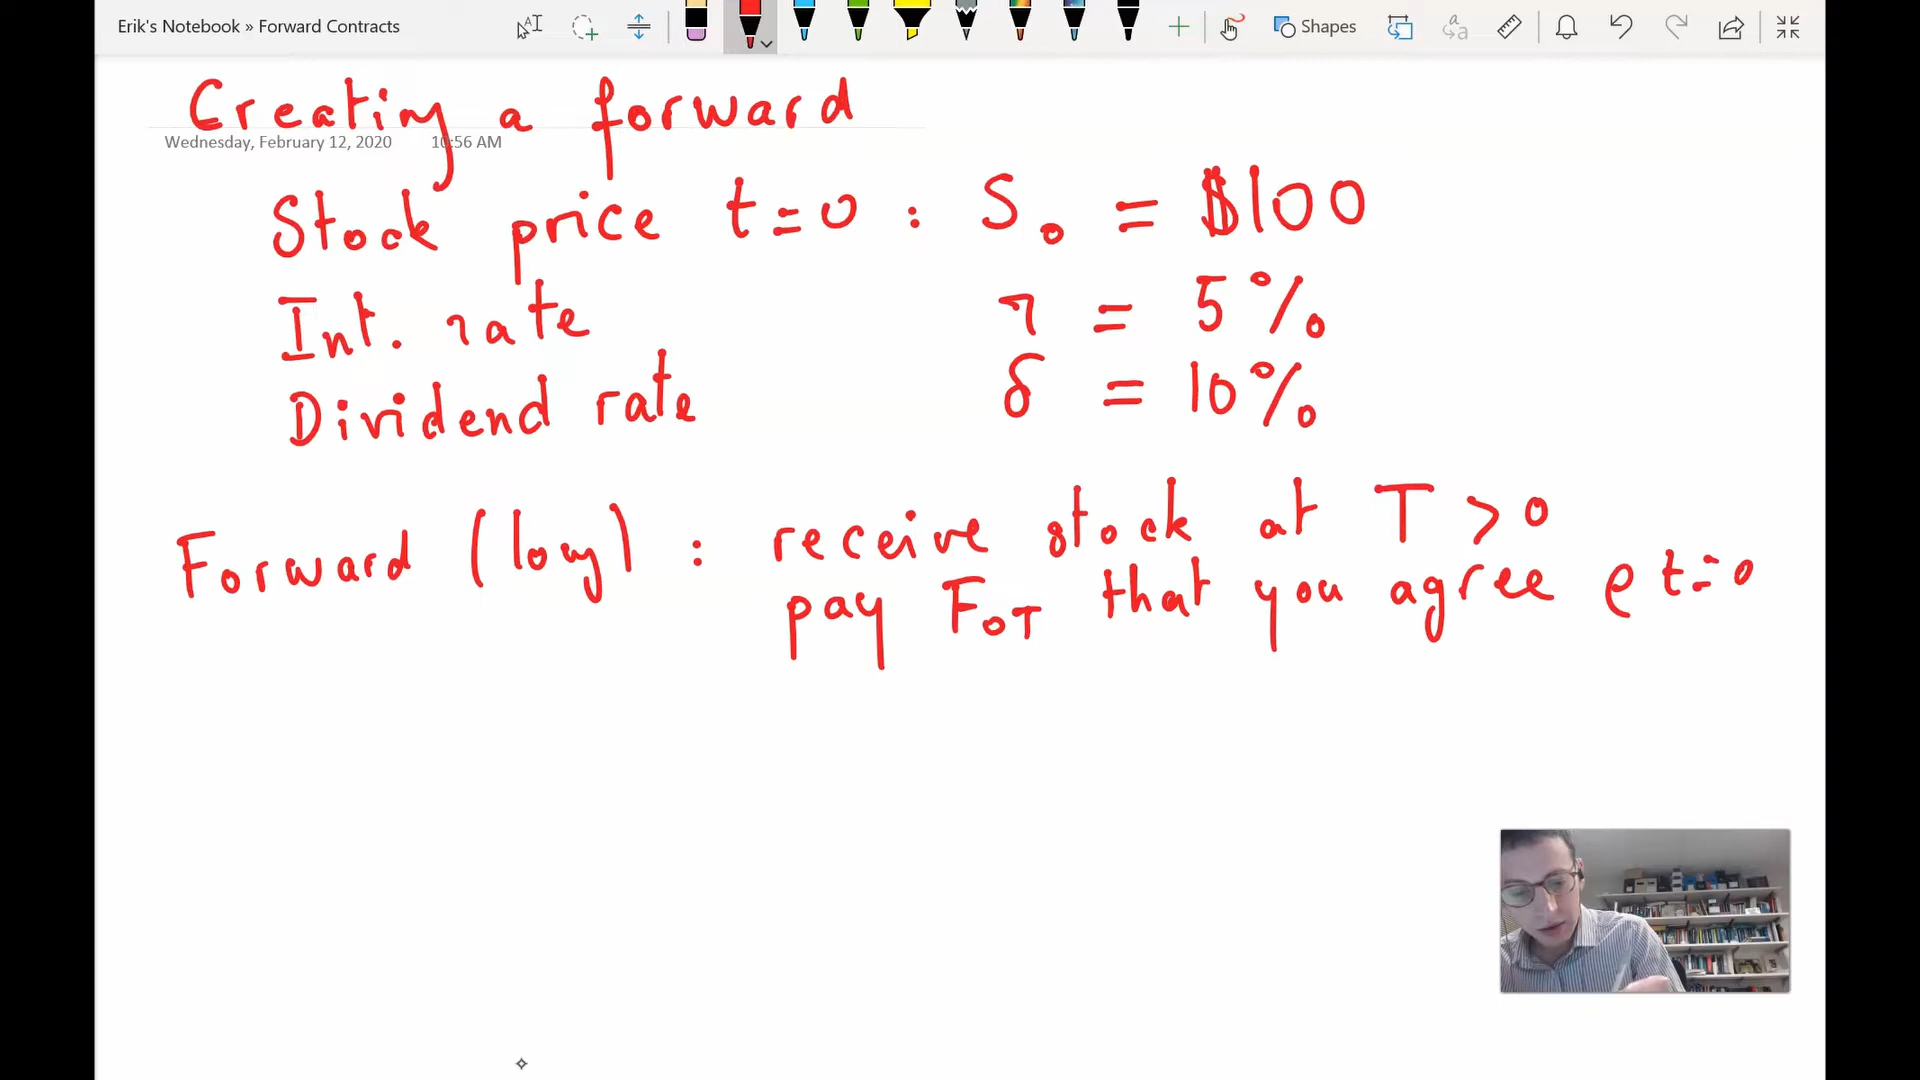 Erik's Notebook » Forward Contracts
Shapes
Creating a forward
Wednesday, February 12, 2020 10:56 AM
Stock price t=0 : S₀ = $100
Int. rate r = 5%
Dividend rate δ = 10%
Forward (long) : receive stock at T > 0
pay F₀T that you agree @ t=0